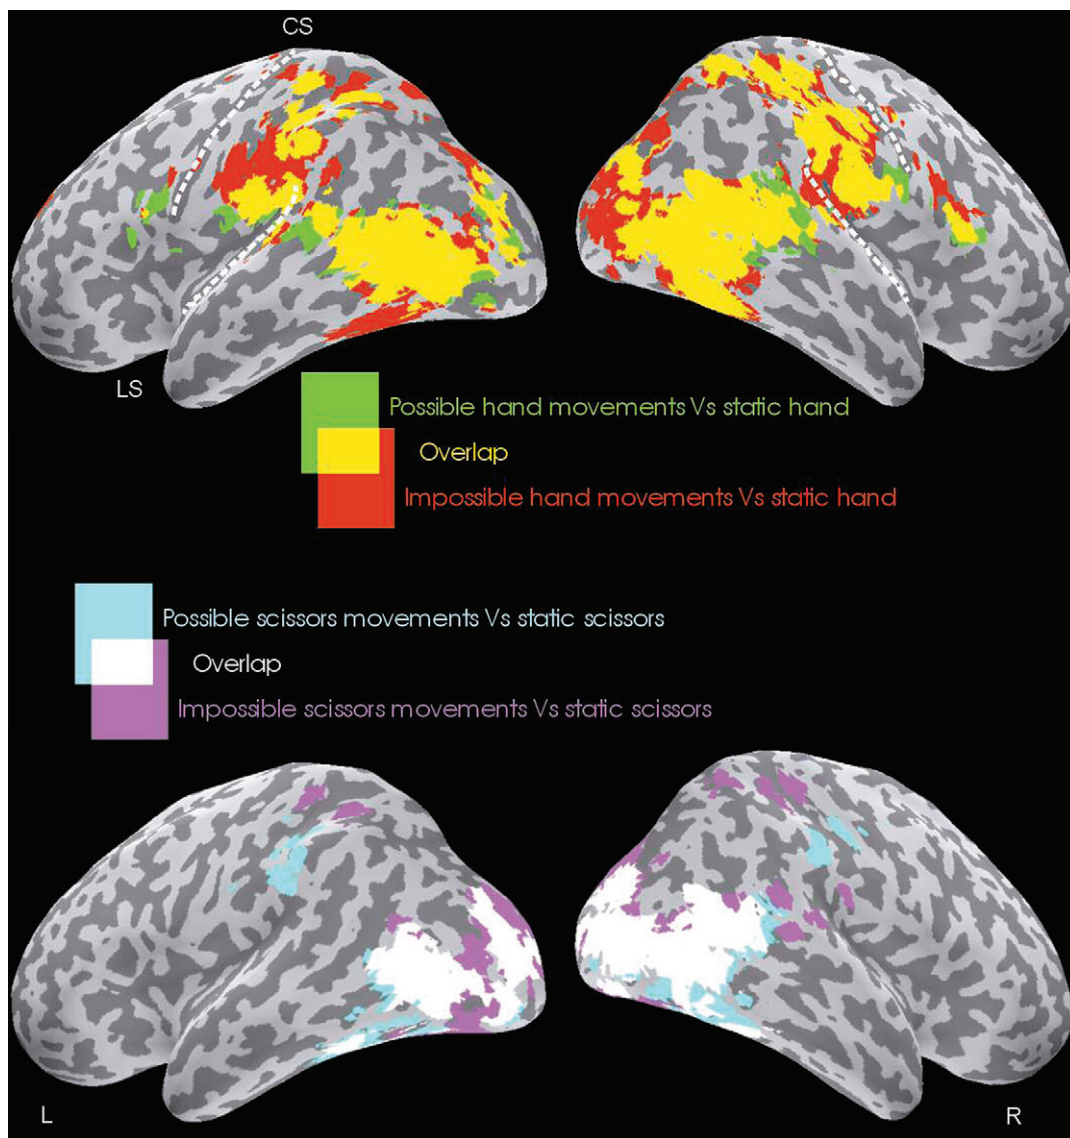 CS
LS
Possible hand movements Vs static hand
Overlap
Impossible hand movements Vs static hand
Possible scissors movements Vs static scissors
Overlap
Impossible scissors movements Vs static scissors
L
R